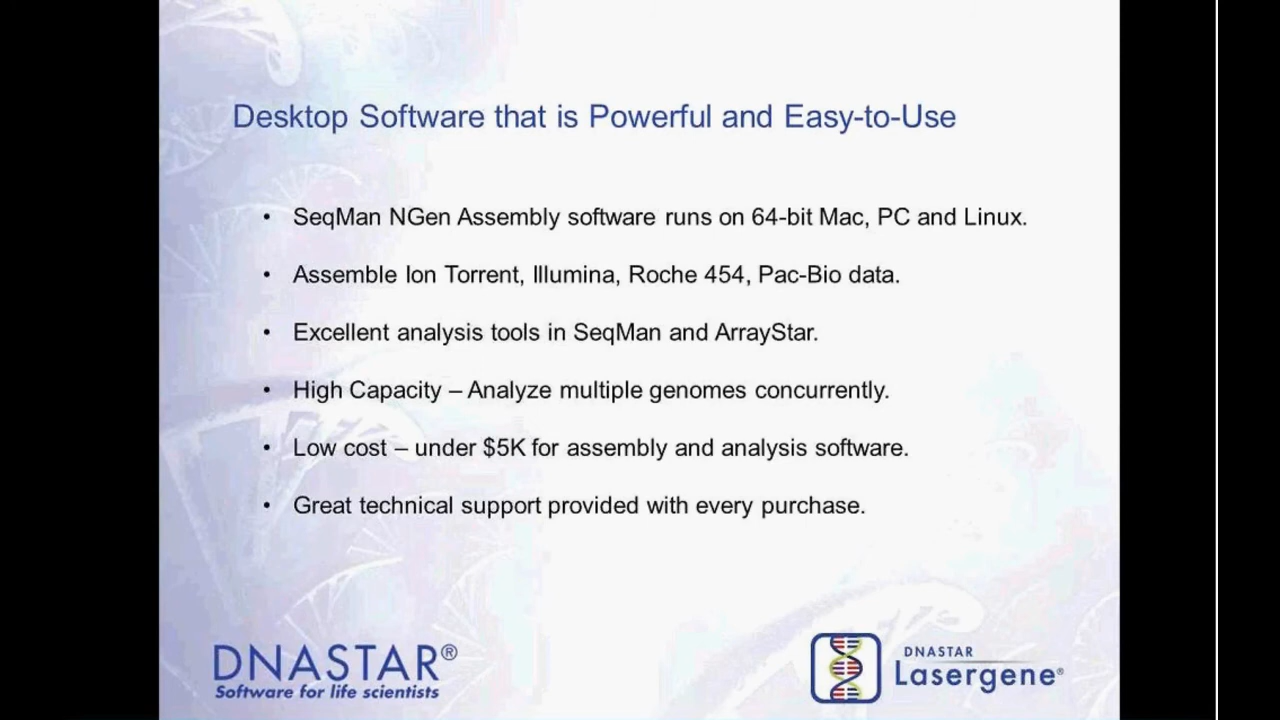 Desktop Software that is Powerful and Easy-to-Use
• SeqMan NGen Assembly software runs on 64-bit Mac, PC and Linux.
• Assemble Ion Torrent, Illumina, Roche 454, Pac-Bio data.
• Excellent analysis tools in SeqMan and ArrayStar.
• High Capacity – Analyze multiple genomes concurrently.
• Low cost – under $5K for assembly and analysis software.
• Great technical support provided with every purchase.
DNASTAR®
Software for life scientists
DNASTAR
Lasergene®